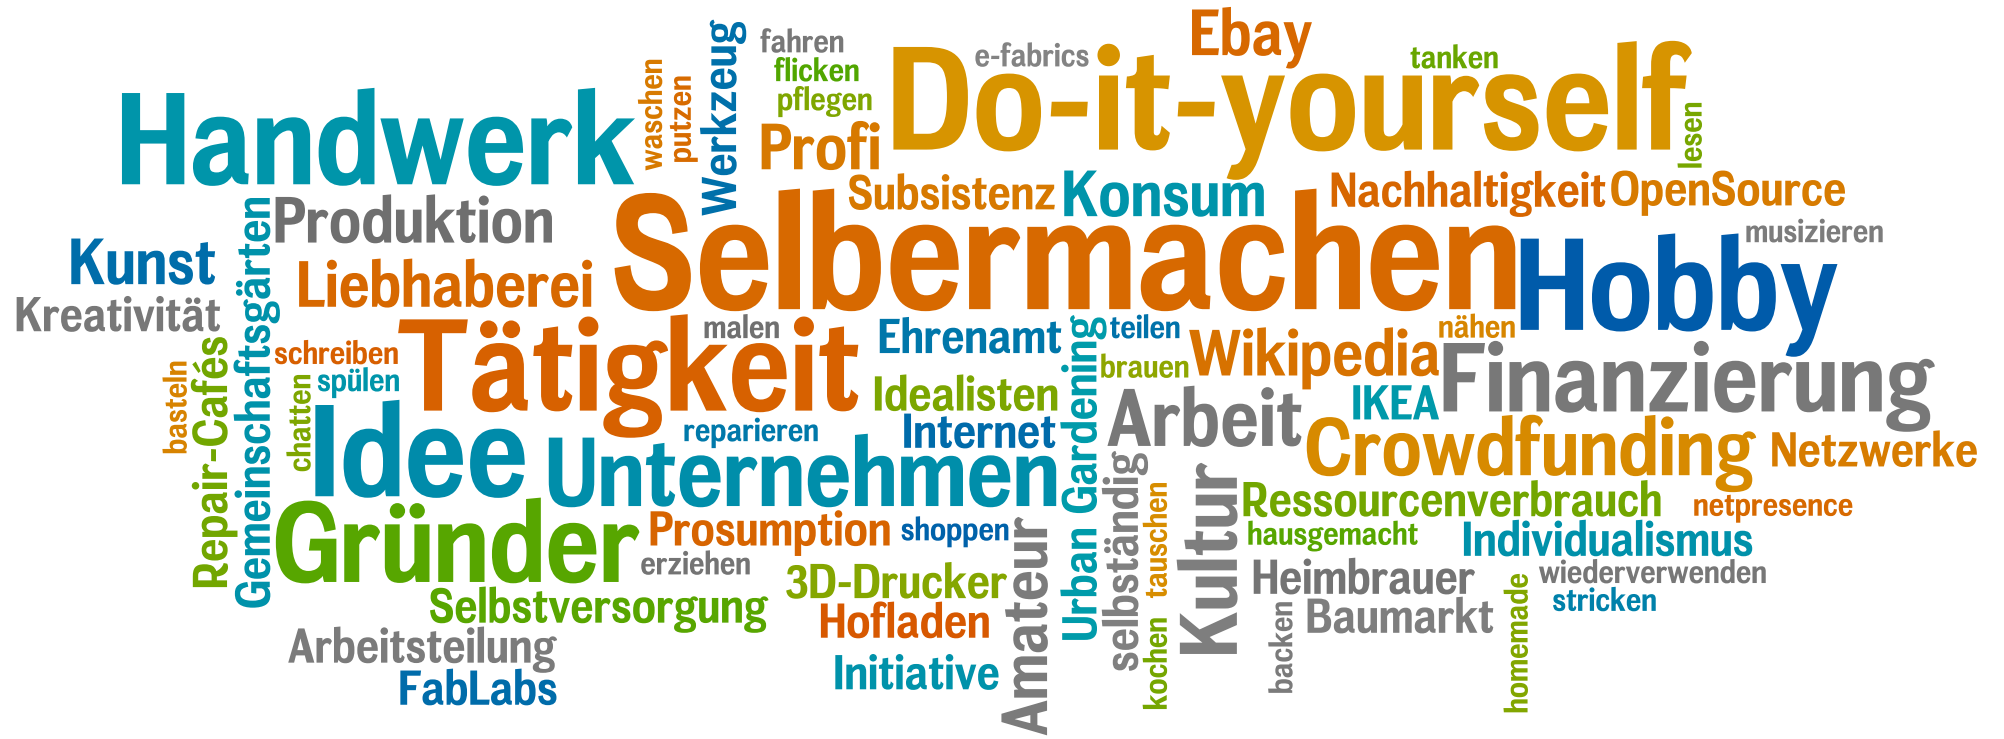 Ebay
Do-it-yourself
e-fabrics
tanken
fahren
flicken
pflegen
Werkzeug
waschen
putzen
Handwerk
Profi
lesen
Subsistenz
Konsum
Nachhaltigkeit
OpenSource
Produktion
Selbermachen
musizieren
Kunst
Gemeinschaftsgärten
Liebhaberei
Hobby
Kreativität
Tätigkeit
malen
Ehrenamt
teilen
Wikipedia
nähen
schreiben
spülen
brauen
Finanzierung
basteln
Repair-Cafés
chatten
Idee
Idealisten
Urban Gardening
Arbeit
IKEA
reparieren
Internet
Crowdfunding
Netzwerke
Unternehmen
selbständig
tauschen
Kultur
Ressourcenverbrauch
netpresence
Gründer
Prosumption
shoppen
hausgemacht
Individualismus
erziehen
3D-Drucker
Amateur
Heimbrauer
wiederverwenden
Selbstversorgung
Hofladen
Baumarkt
stricken
homemade
Arbeitsteilung
kochen
backen
Initiative
FabLabs